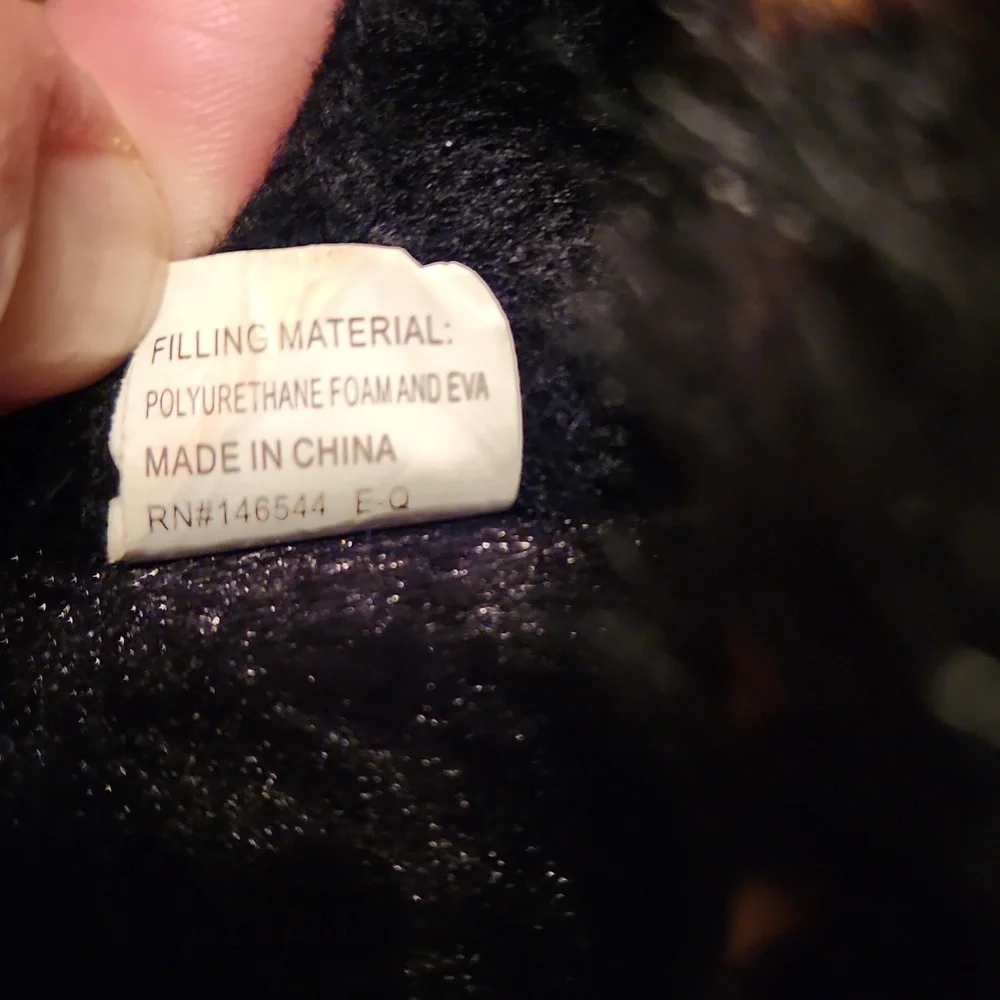 FILLING MATERIAL:
POLYURETHANE FOAM AND EVA
MADE IN CHINA
RN#146544 E-Q